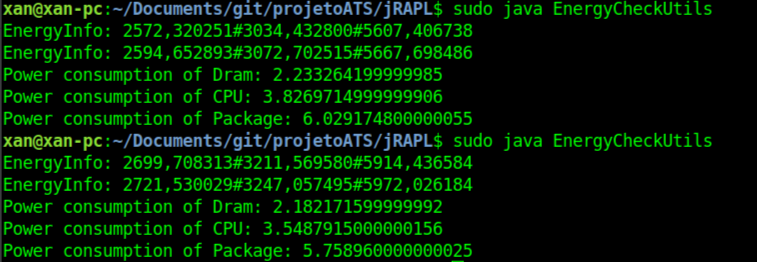 xan@xan-pc:~/Documents/git/projetoATS/jRAPL$ sudo java EnergyCheckUtils
EnergyInfo: 2572,320251#3034,432800#5607,406738
EnergyInfo: 2594,652893#3072,702515#5667,698486
Power consumption of Dram: 2.233264199999985
Power consumption of CPU: 3.8269714999999906
Power consumption of Package: 6.029174800000055
xan@xan-pc:~/Documents/git/projetoATS/jRAPL$ sudo java EnergyCheckUtils
EnergyInfo: 2699,708313#3211,569580#5914,436584
EnergyInfo: 2721,530029#3247,057495#5972,026184
Power consumption of Dram: 2.182171599999992
Power consumption of CPU: 3.5487915000000156
Power consumption of Package: 5.758960000000025